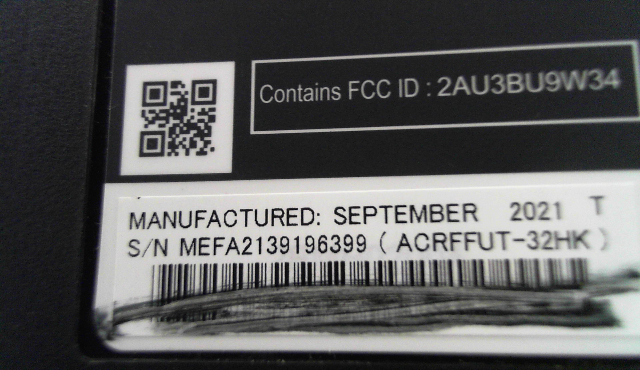 Contains FCC ID : 2AU3BU9W34
MANUFACTURED: SEPTEMBER 2021 T
S/N MEFA2139196399 ( ACRFFUT-32HK )